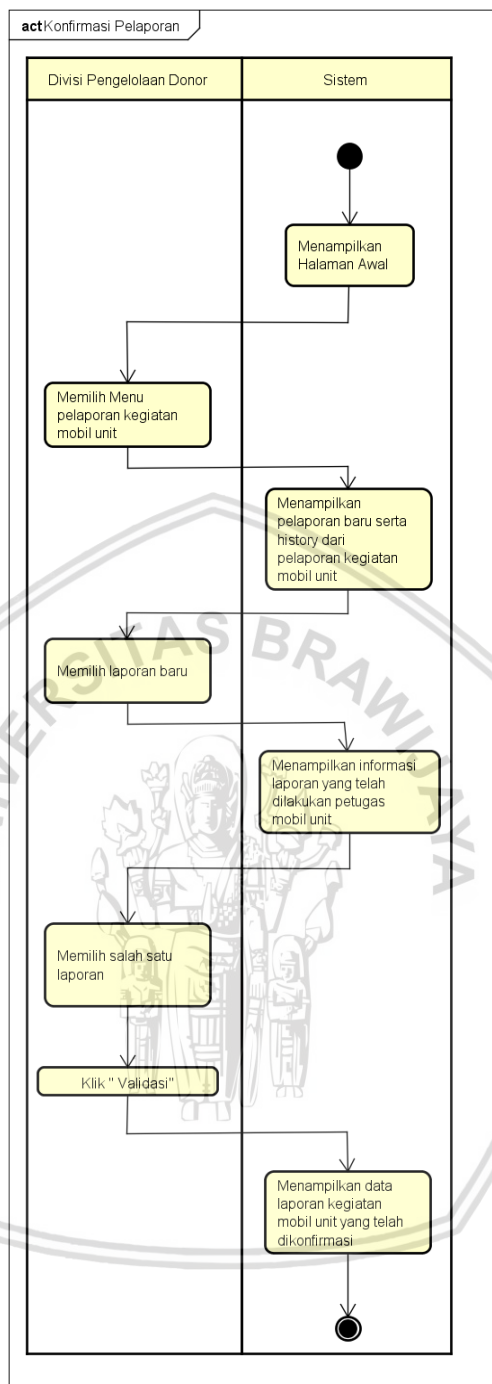 act Konfirmasi Pelaporan
Divisi Pengelolaan Donor
Sistem
Menampilkan
Halaman Awal
Memilih Menu
pelaporan kegiatan
mobil unit
Menampilkan
pelaporan baru serta
history dari
pelaporan kegiatan
mobil unit
Memilih laporan baru
Menampilkan informasi
laporan yang telah
dilakukan petugas
mobil unit
Memilih salah satu
laporan
Klik " Validasi"
Menampilkan data
laporan kegiatan
mobil unit yang telah
dikonfirmasi
NERSITAS BRAWIJAYA